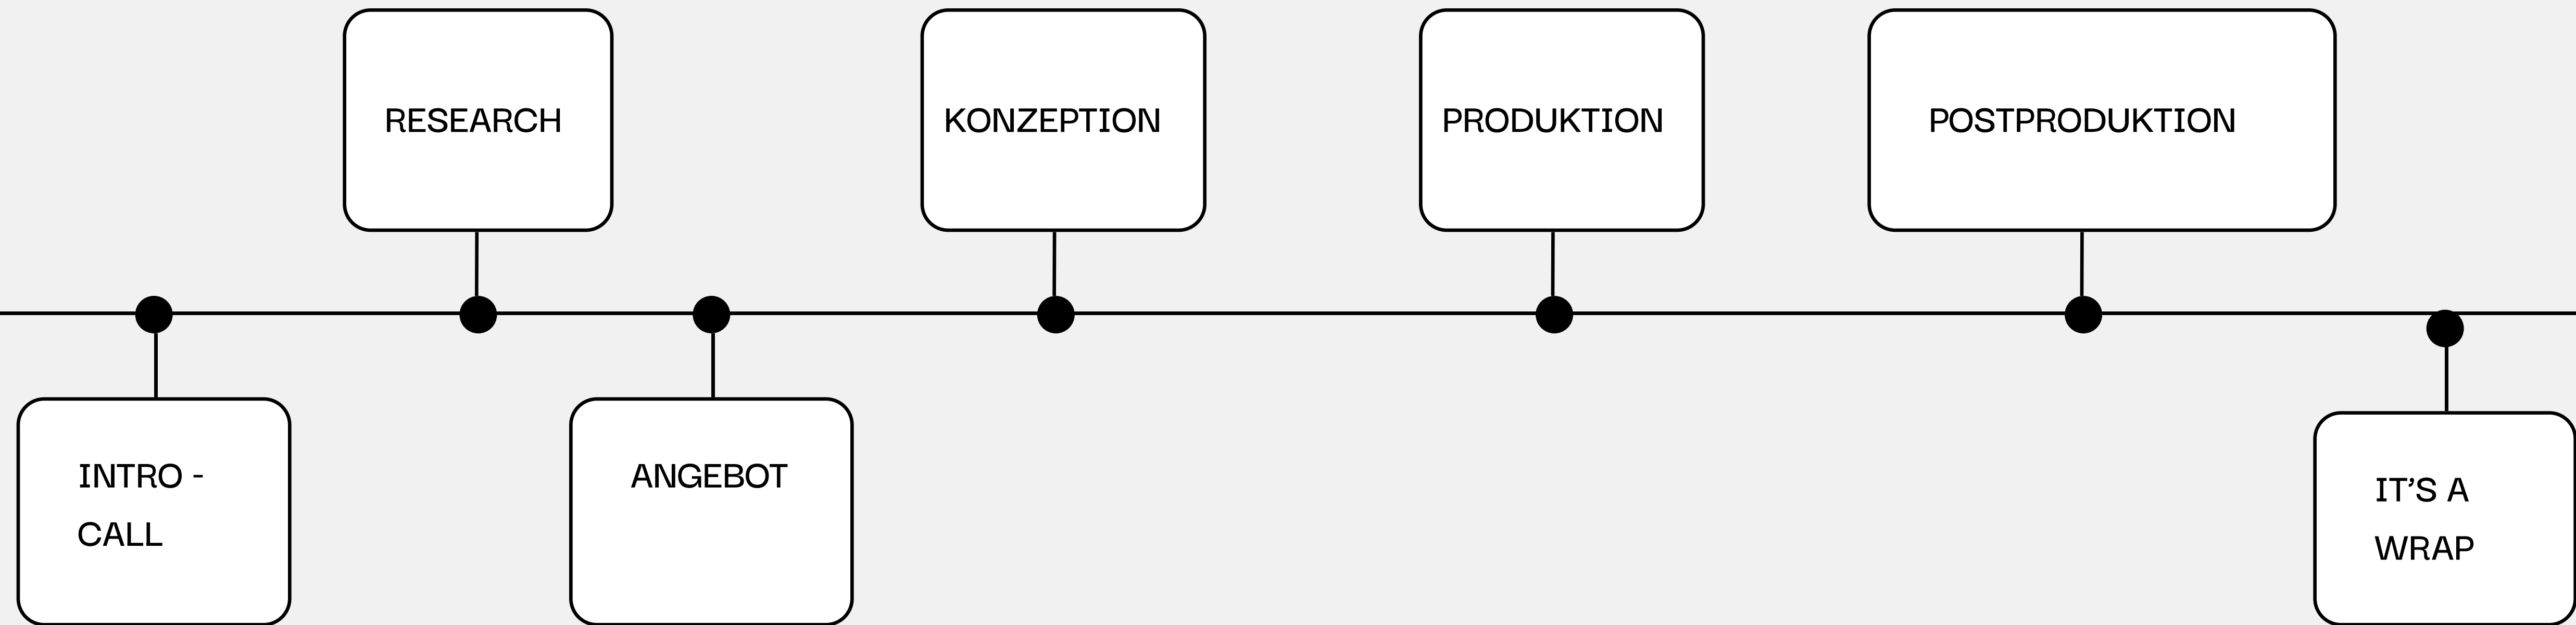 RESEARCH
KONZEPTION
PRODUKTION
POSTPRODUKTION
INTRO -
CALL
ANGEBOT
IT’S A
WRAP